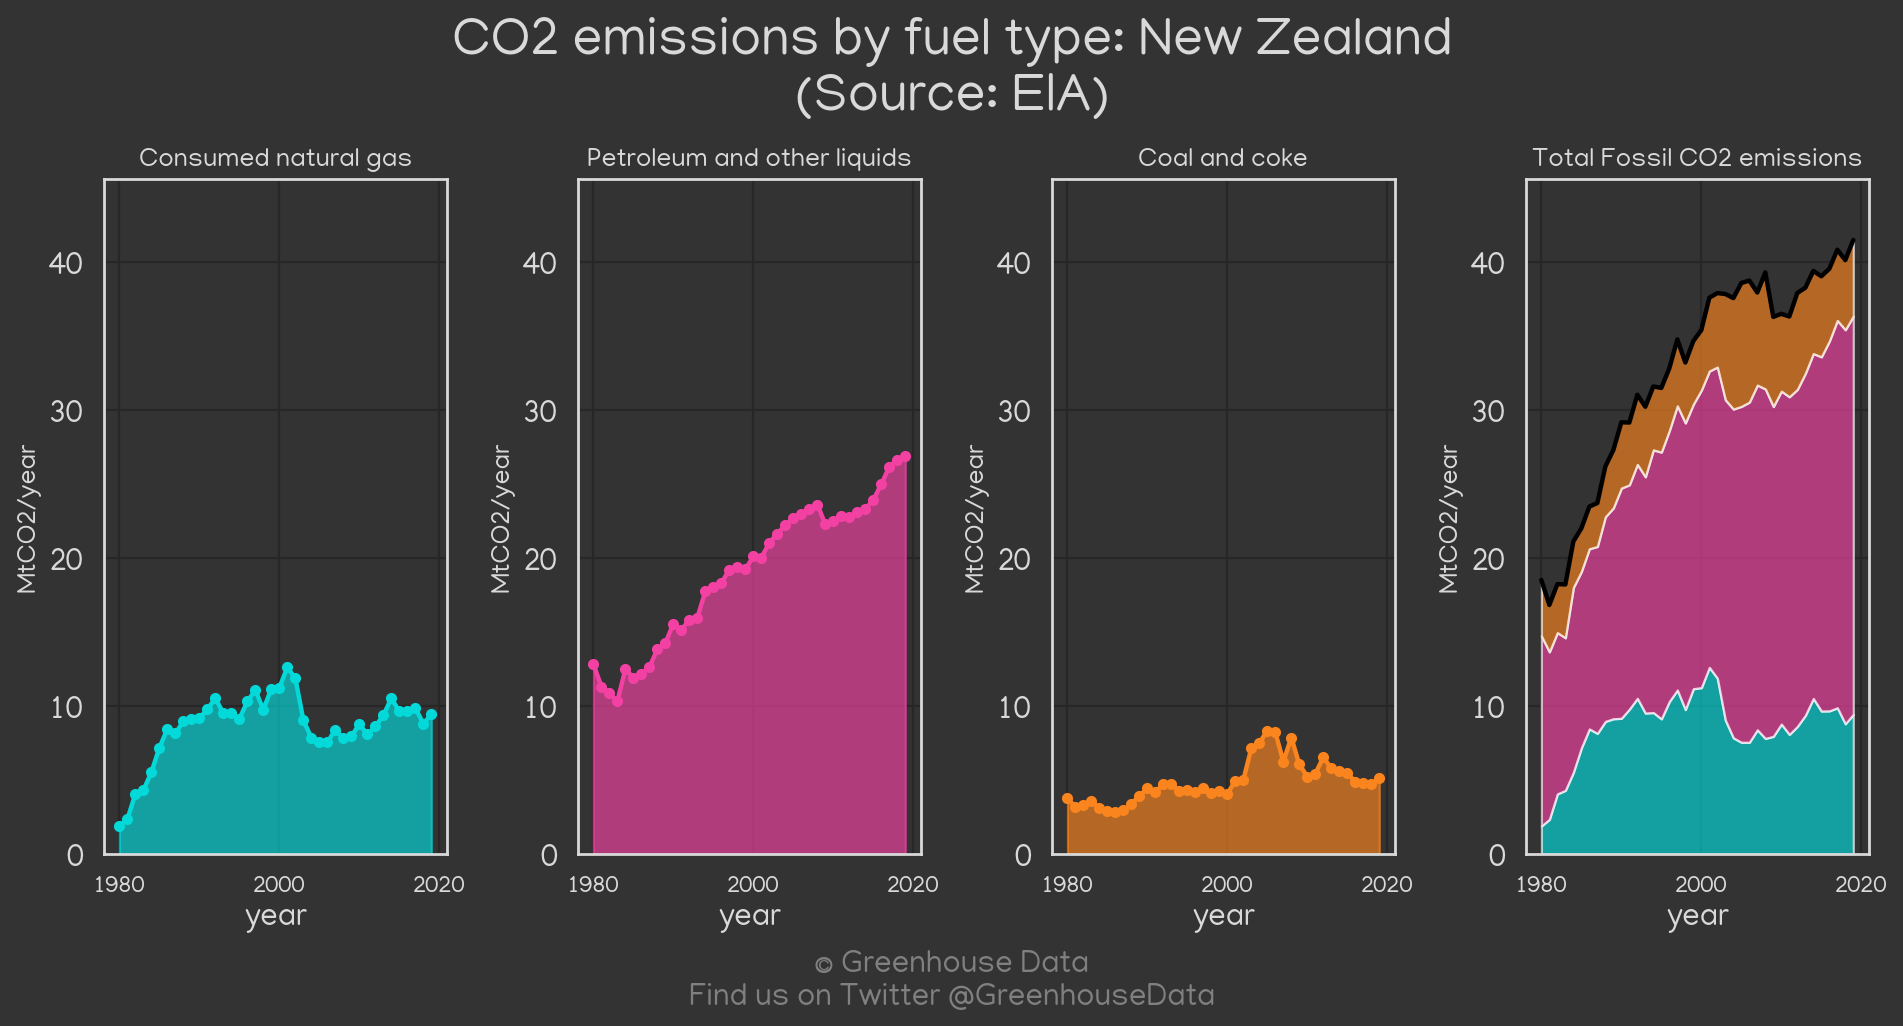 CO2 emissions by fuel type: New Zealand
(Source: EIA)
Consumed natural gas
MtCO2/year
40
30
20
10
0
1980 2000 2020
year
Petroleum and other liquids
MtCO2/year
40
30
20
10
0
1980 2000 2020
year
Coal and coke
MtCO2/year
40
30
20
10
0
1980 2000 2020
year
Total Fossil CO2 emissions
MtCO2/year
40
30
20
10
0
1980 2000 2020
year
© Greenhouse Data
Find us on Twitter @GreenhouseData